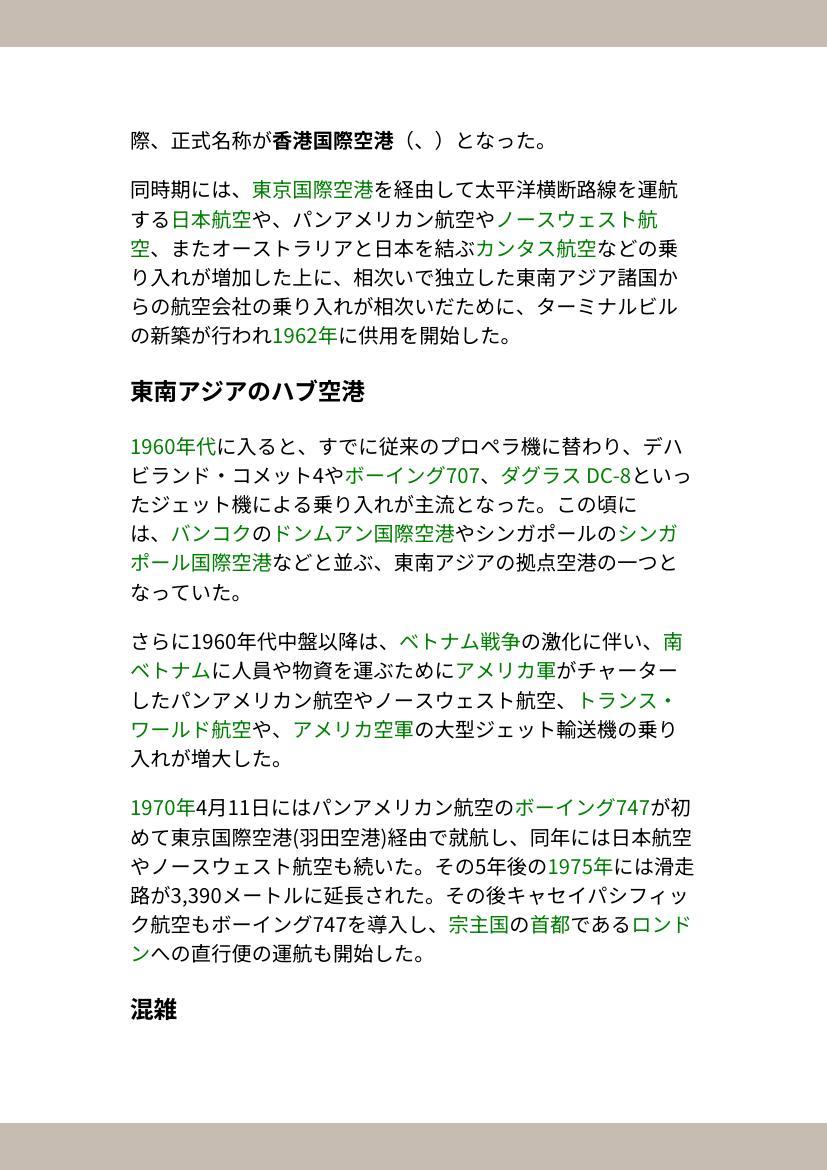 際、正式名称が香港国際空港（、）となった。
同時期には、東京国際空港を経由して太平洋横断路線を運航
する日本航空や、パンアメリカン航空やノースウェスト航
空、またオーストラリアと日本を結ぶカンタス航空などの乗
り入れが増加した上に、相次いで独立した東南アジア諸国か
らの航空会社の乗り入れが相次いだために、ターミナルビル
の新築が行われ1962年に供用を開始した。
東南アジアのハブ空港
1960年代に入ると、すでに従来のプロペラ機に替わり、デハ
ビランド・コメット4やボーイング707、ダグラス DC-8といっ
たジェット機による乗り入れが主流となった。この頃に
は、バンコクのドンムアン国際空港やシンガポールのシンガ
ポール国際空港などと並ぶ、東南アジアの拠点空港の一つと
なっていた。
さらに1960年代中盤以降は、ベトナム戦争の激化に伴い、南
ベトナムに人員や物資を運ぶためにアメリカ軍がチャーター
したパンアメリカン航空やノースウェスト航空、トランス・
ワールド航空や、アメリカ空軍の大型ジェット輸送機の乗り
入れが増大した。
1970年4月11日にはパンアメリカン航空のボーイング747が初
めて東京国際空港(羽田空港)経由で就航し、同年には日本航空
やノースウェスト航空も続いた。その5年後の1975年には滑走
路が3,390メートルに延長された。その後キャセイパシフィッ
ク航空もボーイング747を導入し、宗主国の首都であるロンド
ンへの直行便の運航も開始した。
混雑